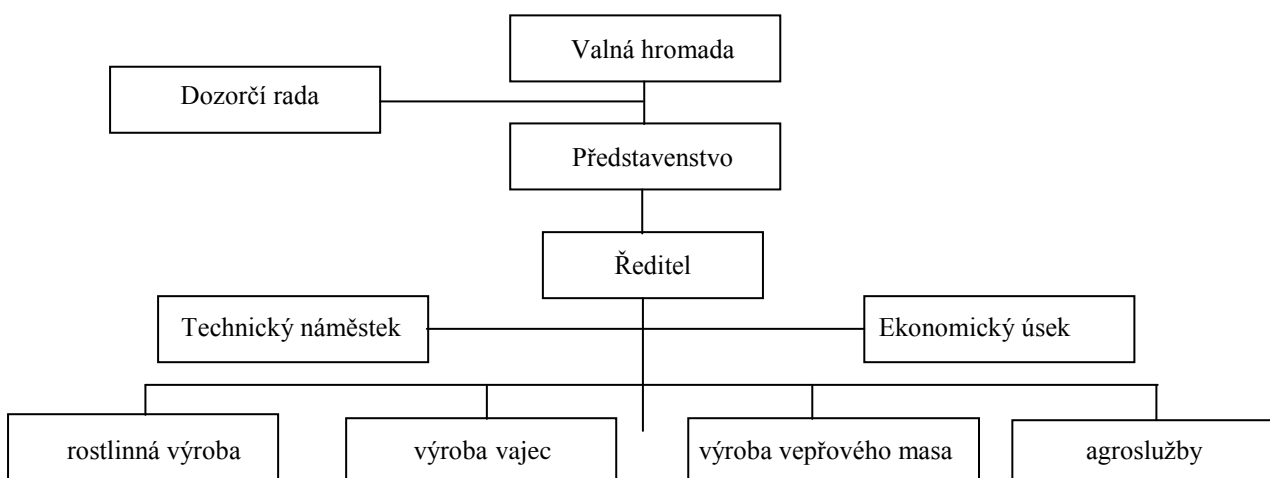 Valná hromada
Dozorčí rada
Představenstvo
Ředitel
Technický náměstek
Ekonomický úsek
rostlinná výroba
výroba vajec
výroba vepřového masa
agroslužby